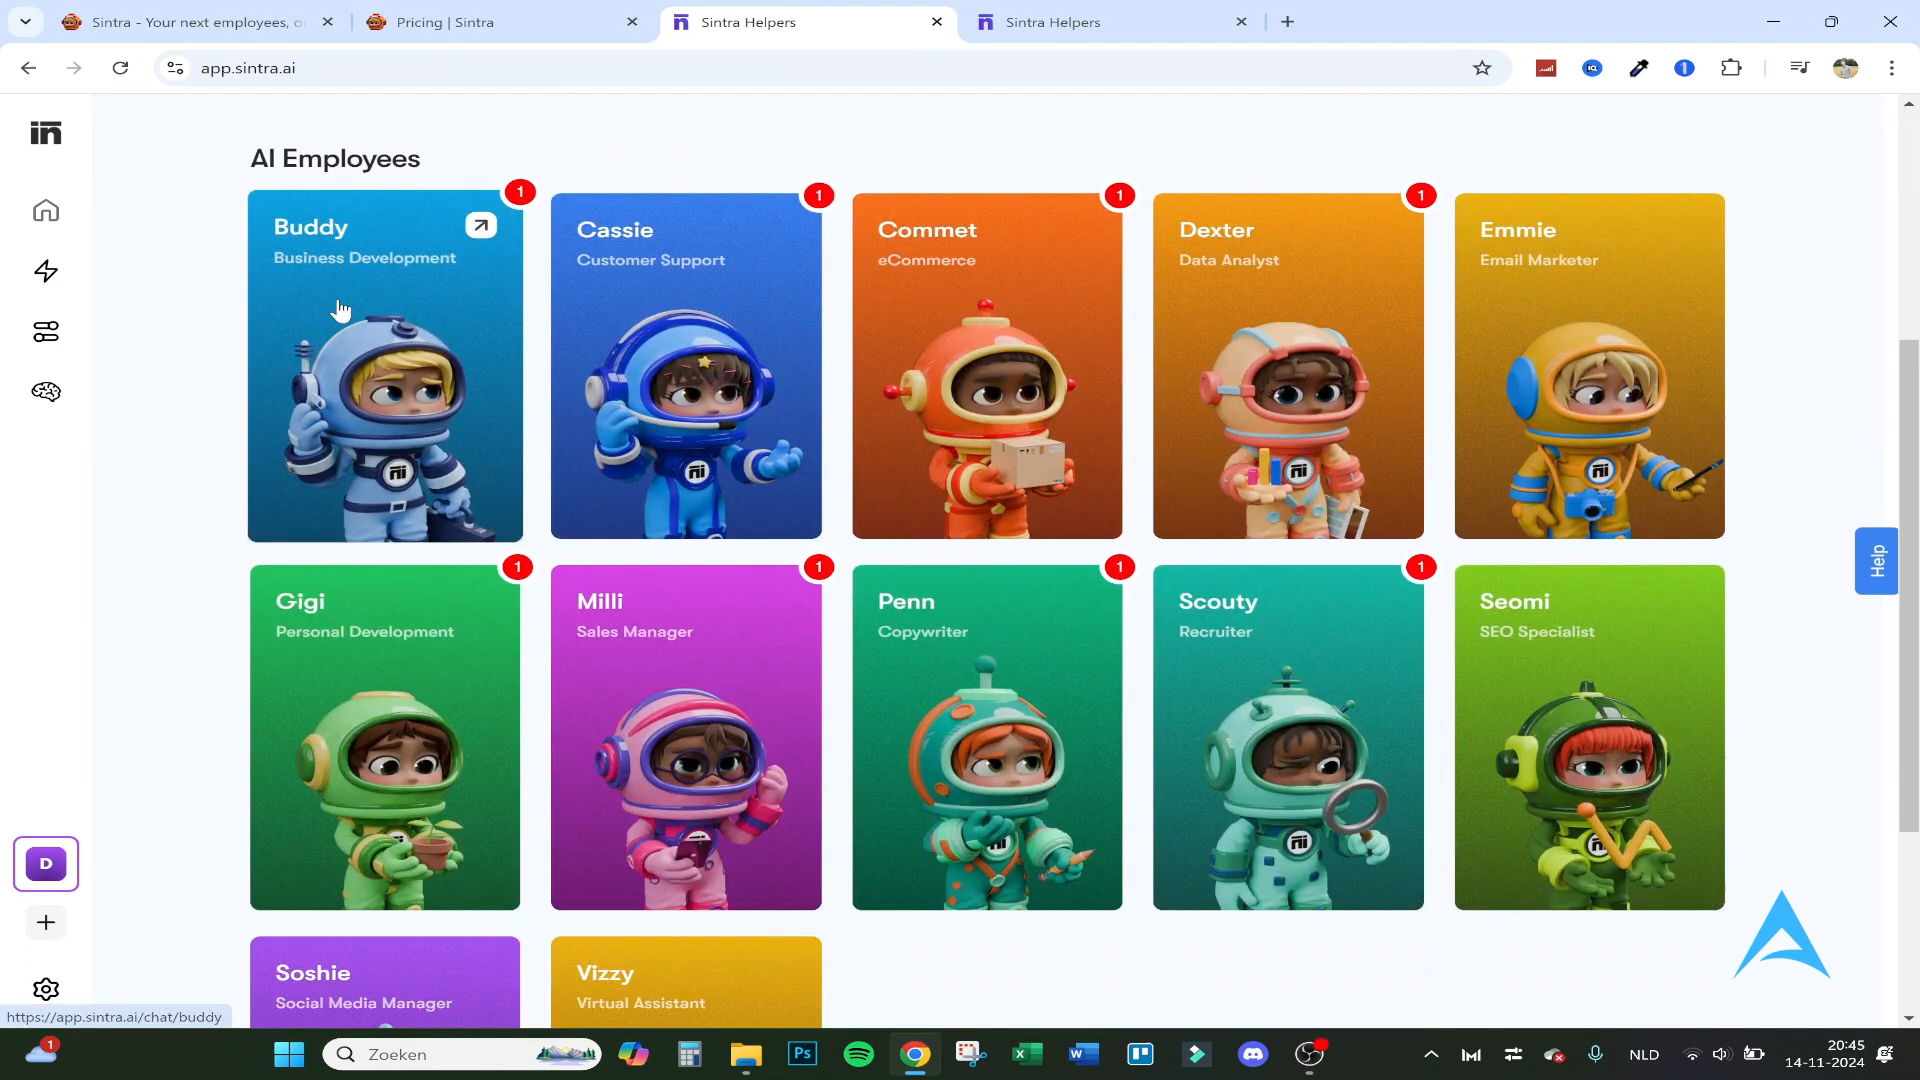 Sintra - Your next employees, o
Pricing | Sintra
Sintra Helpers
Sintra Helpers
app.sintra.ai
AI Employees
Buddy
Business Development
1
Cassie
Customer Support
1
Commet
eCommerce
1
Dexter
Data Analyst
1
Emmie
Email Marketer
Gigi
Personal Development
1
Milli
Sales Manager
1
Penn
Copywriter
1
Scouty
Recruiter
1
Seomi
SEO Specialist
Soshie
Social Media Manager
Vizzy
Virtual Assistant
Help
D
https://app.sintra.ai/chat/buddy
1
Zoeken
Ps
NLD
20:45
14-11-2024